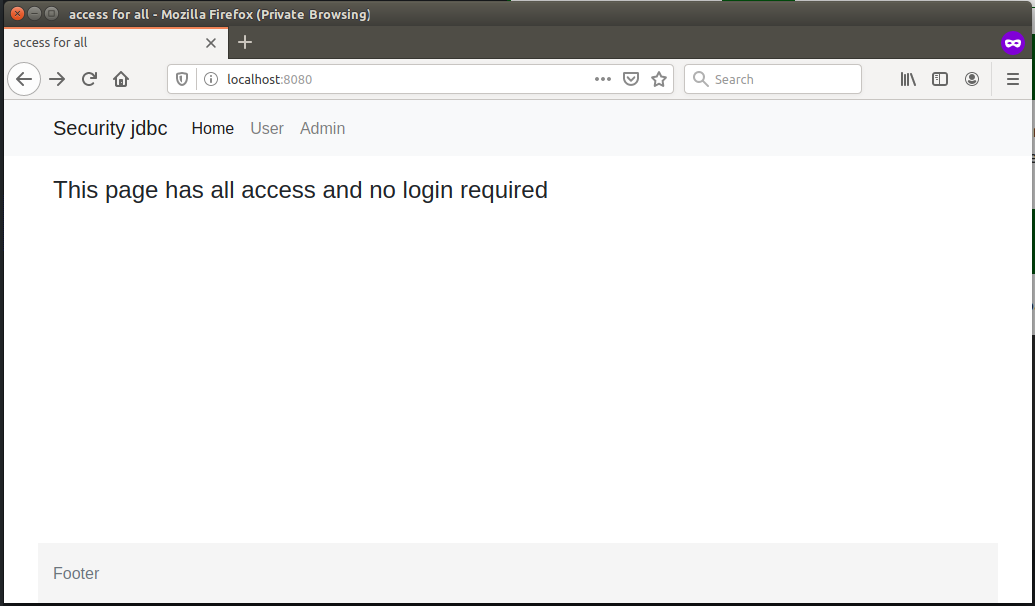 access for all - Mozilla Firefox (Private Browsing)
access for all
localhost:8080
Search
Security jdbc Home User Admin
This page has all access and no login required
Footer